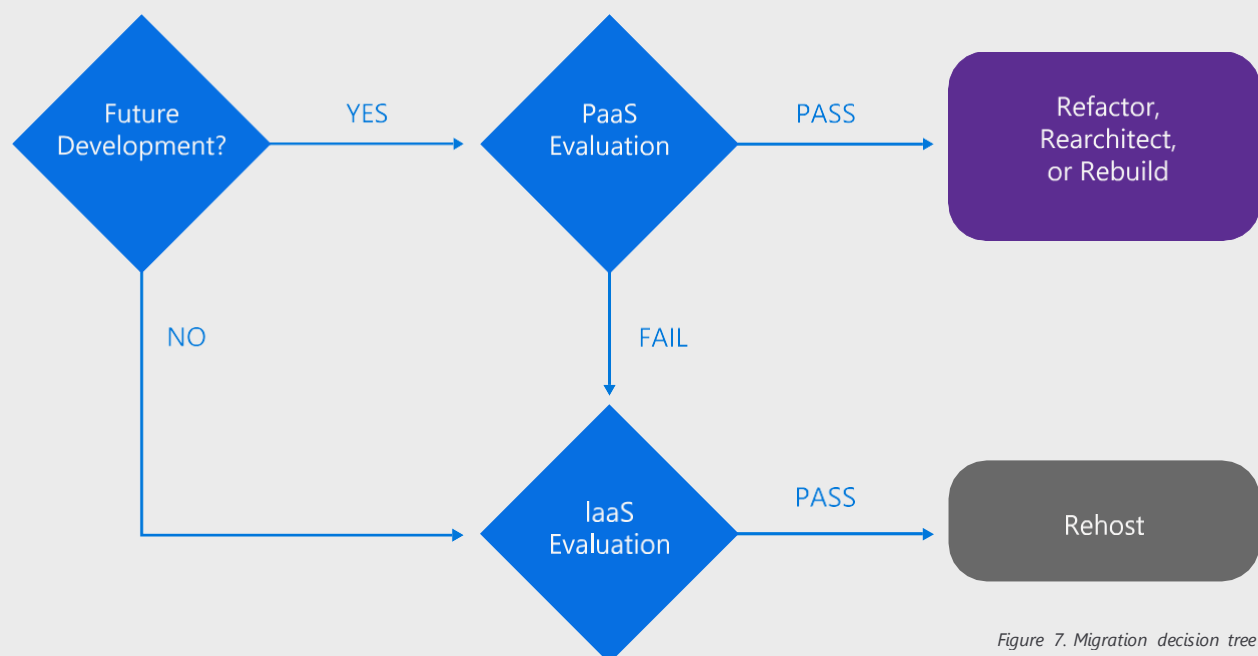 Future
Development?
YES
PaaS
Evaluation
PASS
Refactor,
Rearchitect,
or Rebuild
NO
FAIL
IaaS
Evaluation
PASS
Rehost
Figure 7. Migration decision tree